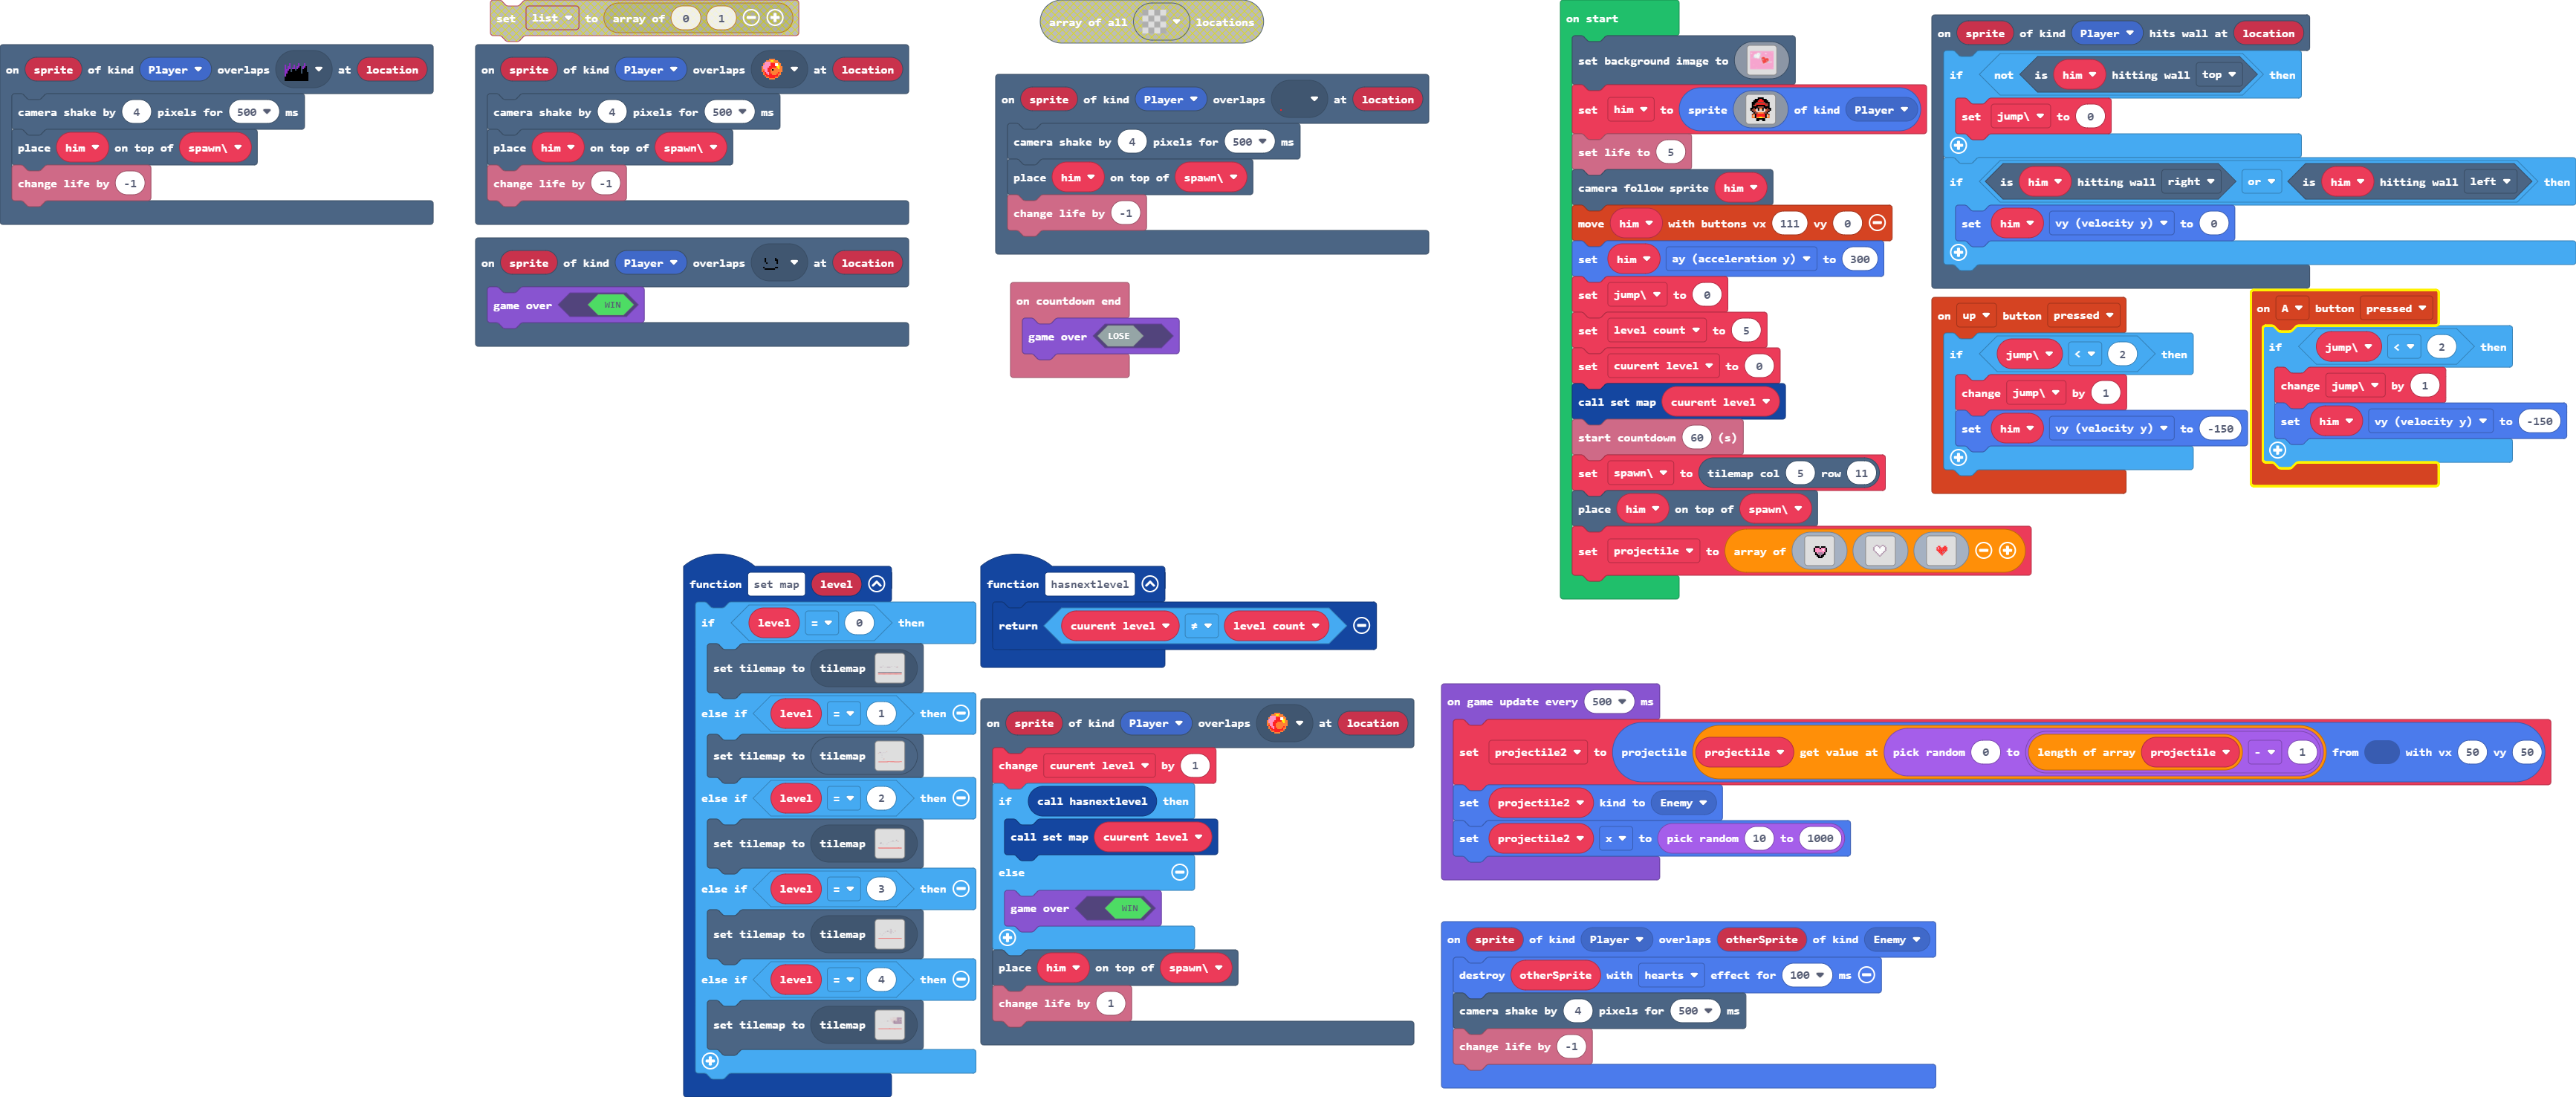 set list to array of 0 1
on sprite of kind Player overlaps at location
camera shake by 4 pixels for 500 ms
place him on top of spawn\
change life by -1
on sprite of kind Player overlaps at location
camera shake by 4 pixels for 500 ms
place him on top of spawn\
change life by -1
on sprite of kind Player overlaps at location
game over WIN
array of all locations
on sprite of kind Player overlaps at location
camera shake by 4 pixels for 500 ms
place him on top of spawn\
change life by -1
on countdown end
game over LOSE
on start
set background image to
set him to sprite of kind Player
set life to 5
camera follow sprite him
move him with buttons vx 111 vy 0
set him ay (acceleration y) to 300
set jump\ to 0
set level count to 5
set cuurent level to 0
call set map cuurent level
start countdown 60 (s)
set spawn\ to tilemap col 5 row 11
place him on top of spawn\
set projectile to array of
on sprite of kind Player hits wall at location
if not is him hitting wall top then
set jump\ to 0
if is him hitting wall right or is him hitting wall left then
set him vy (velocity y) to 0
on up button pressed
if jump\ < 2 then
change jump\ by 1
set him vy (velocity y) to -150
on A button pressed
if jump\ < 2 then
change jump\ by 1
set him vy (velocity y) to -150
function set map level
if level = 0 then
set tilemap to tilemap
else if level = 1 then
set tilemap to tilemap
else if level = 2 then
set tilemap to tilemap
else if level = 3 then
set tilemap to tilemap
else if level = 4 then
set tilemap to tilemap
function hasnextlevel
return cuurent level ≠ level count
on sprite of kind Player overlaps at location
change cuurent level by 1
if call hasnextlevel then
call set map cuurent level
else
game over WIN
place him on top of spawn\
change life by 1
on game update every 500 ms
set projectile2 to projectile projectile get value at pick random 0 to length of array projectile - 1 from with vx 50 vy 50
set projectile2 kind to Enemy
set projectile2 x to pick random 10 to 1000
on sprite of kind Player overlaps otherSprite of kind Enemy
destroy otherSprite with hearts effect for 100 ms
camera shake by 4 pixels for 500 ms
change life by -1